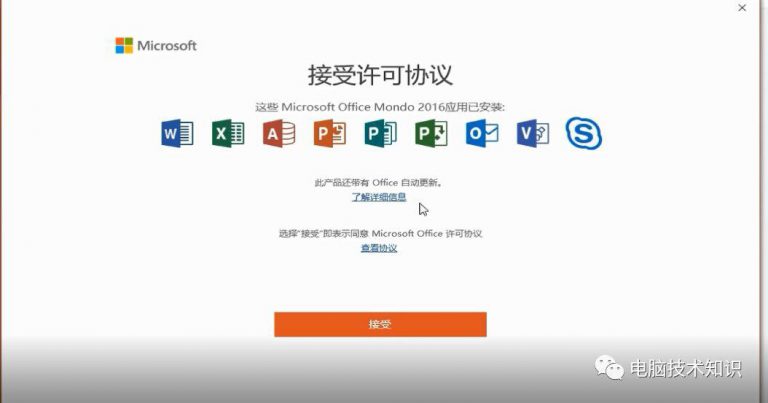 Microsoft
接受许可协议
这些 Microsoft Office Mondo 2016应用已安装:
W X A P P P O V S
此产品还带有 Office 自动更新。
了解详细信息
选择"接受"即表示同意 Microsoft Office 许可协议
查看协议
接受
电脑技术知识